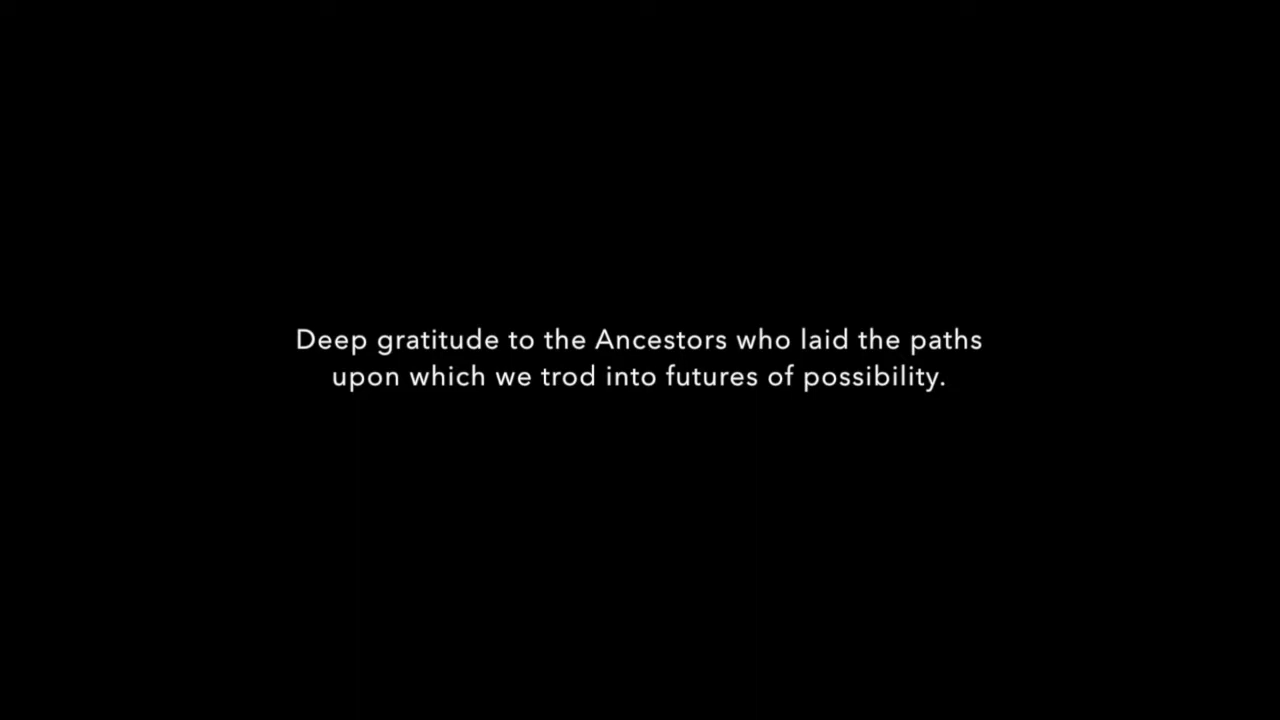 Deep gratitude to the Ancestors who laid the paths
upon which we trod into futures of possibility.